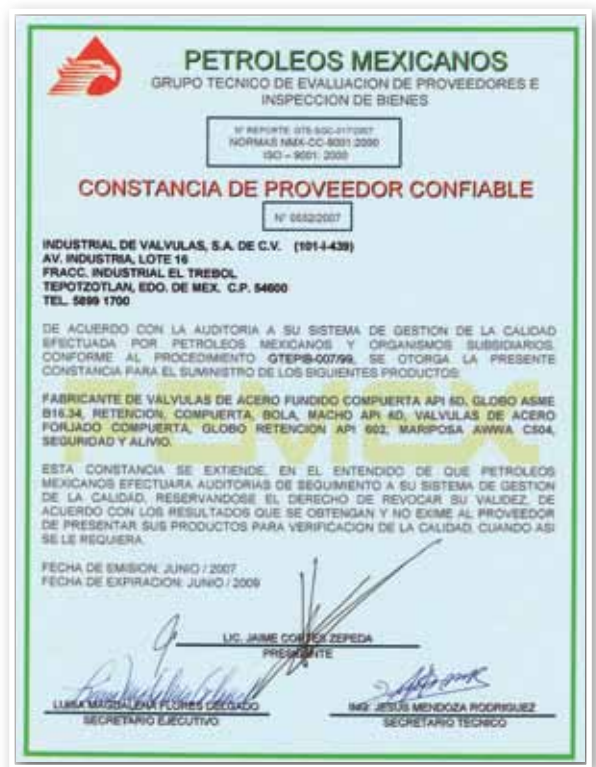 PETROLEOS MEXICANOS
GRUPO TECNICO DE EVALUACION DE PROVEEDORES E
INSPECCION DE BIENES
N° REPORTE: GTE-SGC-017/2007
NORMAS NMX-CC-9001:2000
ISO – 9001: 2000
CONSTANCIA DE PROVEEDOR CONFIABLE
N° 0552/2007
INDUSTRIAL DE VALVULAS, S.A. DE C.V. (101-I-439)
AV. INDUSTRIA, LOTE 16
FRACC. INDUSTRIAL EL TREBOL
TEPOTZOTLAN, EDO. DE MEX. C.P. 54600
TEL. 5899 1700
DE ACUERDO CON LA AUDITORIA A SU SISTEMA DE GESTION DE LA CALIDAD
EFECTUADA POR PETROLEOS MEXICANOS Y ORGANISMOS SUBSIDIARIOS,
CONFORME AL PROCEDIMIENTO GTEPIB-007/99, SE OTORGA LA PRESENTE
CONSTANCIA PARA EL SUMINISTRO DE LOS SIGUIENTES PRODUCTOS:
PEMEX
FABRICANTE DE VALVULAS DE ACERO FUNDIDO COMPUERTA API 6D, GLOBO ASME
B16.34, RETENCION, COMPUERTA, BOLA, MACHO API 6D, VALVULAS DE ACERO
FORJADO COMPUERTA, GLOBO RETENCION API 602, MARIPOSA AWWA C504,
SEGURIDAD Y ALIVIO.
ESTA CONSTANCIA SE EXTIENDE, EN EL ENTENDIDO DE QUE PETROLEOS
MEXICANOS EFECTUARA AUDITORIAS DE SEGUIMIENTO A SU SISTEMA DE GESTION
DE LA CALIDAD, RESERVANDOSE EL DERECHO DE REVOCAR SU VALIDEZ, DE
ACUERDO CON LOS RESULTADOS QUE SE OBTENGAN Y NO EXIME AL PROVEEDOR
DE PRESENTAR SUS PRODUCTOS PARA VERIFICACION DE LA CALIDAD, CUANDO ASI
SE LE REQUIERA.
FECHA DE EMISION: JUNIO / 2007
FECHA DE EXPIRACION: JUNIO / 2009
LIC. JAIME CORTES ZEPEDA
PRESIDENTE
LUISA MAGDALENA FLORES DELGADO
SECRETARIO EJECUTIVO
ING. JESUS MENDOZA RODRIGUEZ
SECRETARIO TECNICO